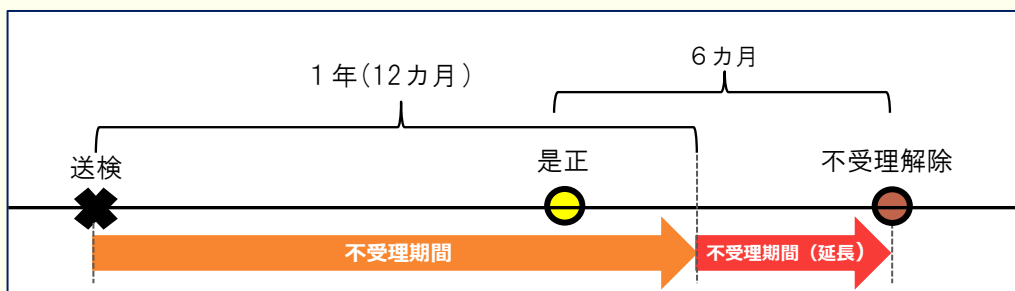 ６カ月
１年(12カ月)
送検
是正
不受理解除
不受理期間
不受理期間（延長）